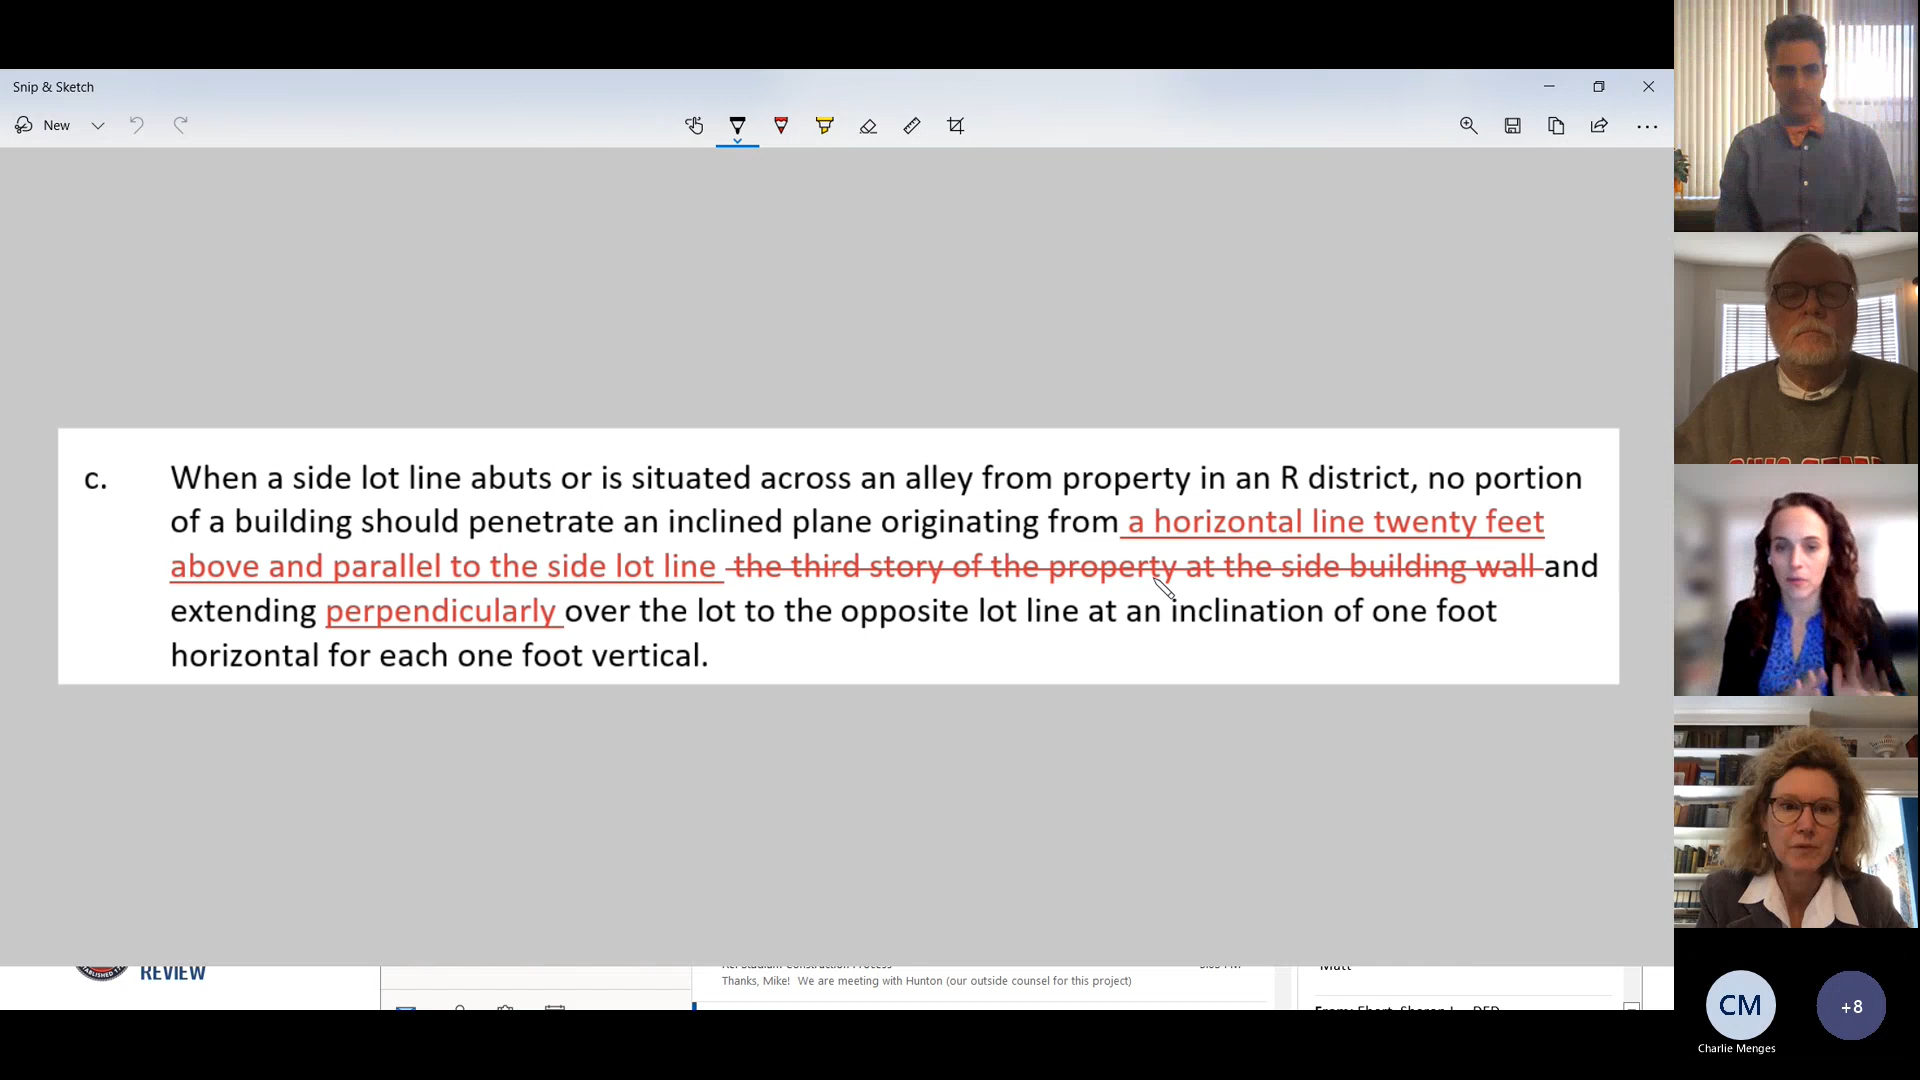 Snip & Sketch
New
c. When a side lot line abuts or is situated across an alley from property in an R district, no portion
of a building should penetrate an inclined plane originating from a horizontal line twenty feet
above and parallel to the side lot line the third story of the property at the side building wall and
extending perpendicularly over the lot to the opposite lot line at an inclination of one foot
horizontal for each one foot vertical.
REVIEW
Thanks, Mike! We are meeting with Hunton (our outside counsel for this project)
CM
+8
Charlie Menges